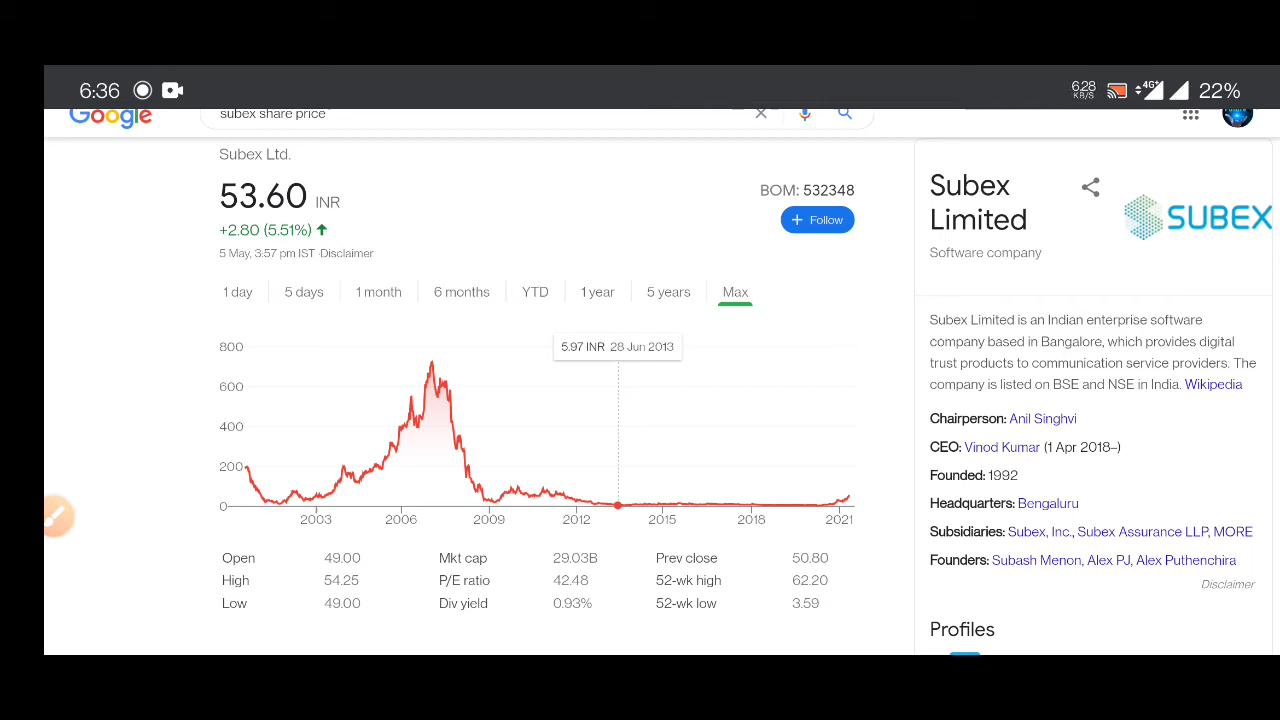 6:36
6.28 KB/S 4G+ 22%
Google
subex share price
Subex Ltd.
53.60 INR
+2.80 (5.51%)
5 May, 3:57 pm IST · Disclaimer
BOM: 532348
+ Follow
1 day 5 days 1 month 6 months YTD 1 year 5 years Max
5.97 INR 28 Jun 2013
800
600
400
200
0
2003 2006 2009 2012 2015 2018 2021
Open 49.00 Mkt cap 29.03B Prev close 50.80
High 54.25 P/E ratio 42.48 52-wk high 62.20
Low 49.00 Div yield 0.93% 52-wk low 3.59
Subex
Limited
SUBEX
Software company
Subex Limited is an Indian enterprise software
company based in Bangalore, which provides digital
trust products to communication service providers. The
company is listed on BSE and NSE in India. Wikipedia
Chairperson: Anil Singhvi
CEO: Vinod Kumar (1 Apr 2018–)
Founded: 1992
Headquarters: Bengaluru
Subsidiaries: Subex, Inc., Subex Assurance LLP, MORE
Founders: Subash Menon, Alex PJ, Alex Puthenchira
Disclaimer
Profiles